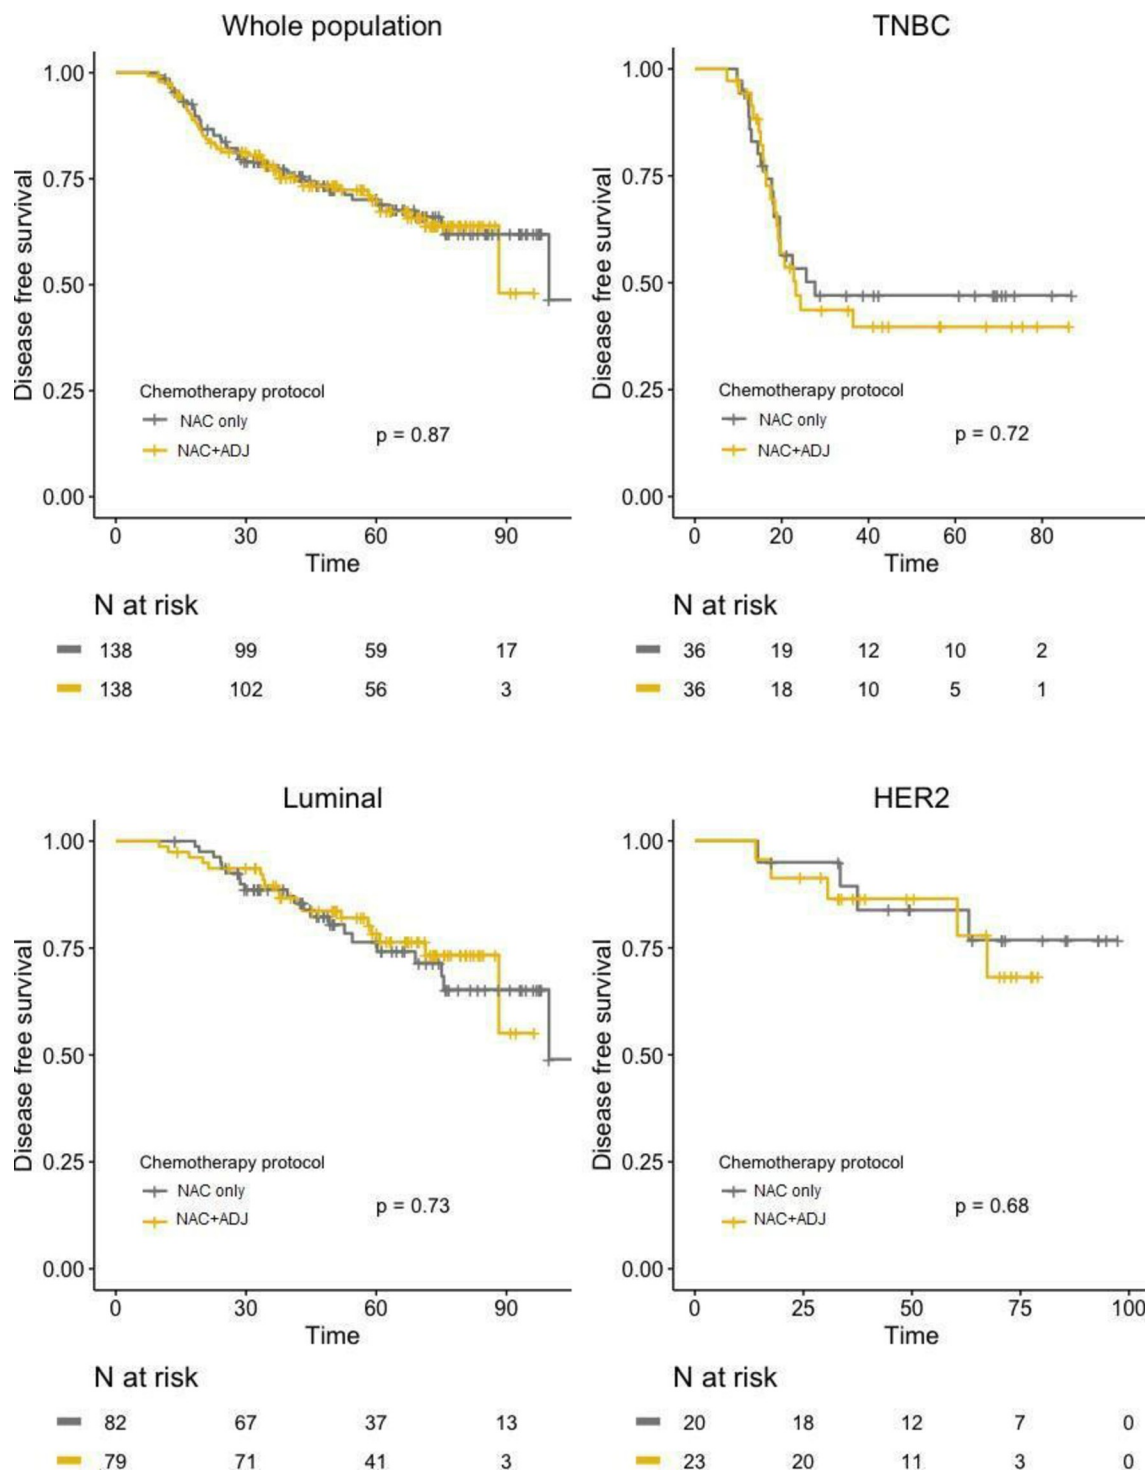 Whole population
Disease free survival
1.00
0.75
0.50
0.25
0.00
Chemotherapy protocol
NAC only
NAC+ADJ
p = 0.87
0 30 60 90
Time
N at risk
138 99 59 17
138 102 56 3
TNBC
Disease free survival
1.00
0.75
0.50
0.25
0.00
Chemotherapy protocol
NAC only
NAC+ADJ
p = 0.72
0 20 40 60 80
Time
N at risk
36 19 12 10 2
36 18 10 5 1
Luminal
Disease free survival
1.00
0.75
0.50
0.25
0.00
Chemotherapy protocol
NAC only
NAC+ADJ
p = 0.73
0 30 60 90
Time
N at risk
82 67 37 13
79 71 41 3
HER2
Disease free survival
1.00
0.75
0.50
0.25
0.00
Chemotherapy protocol
NAC only
NAC+ADJ
p = 0.68
0 25 50 75 100
Time
N at risk
20 18 12 7 0
23 20 11 3 0